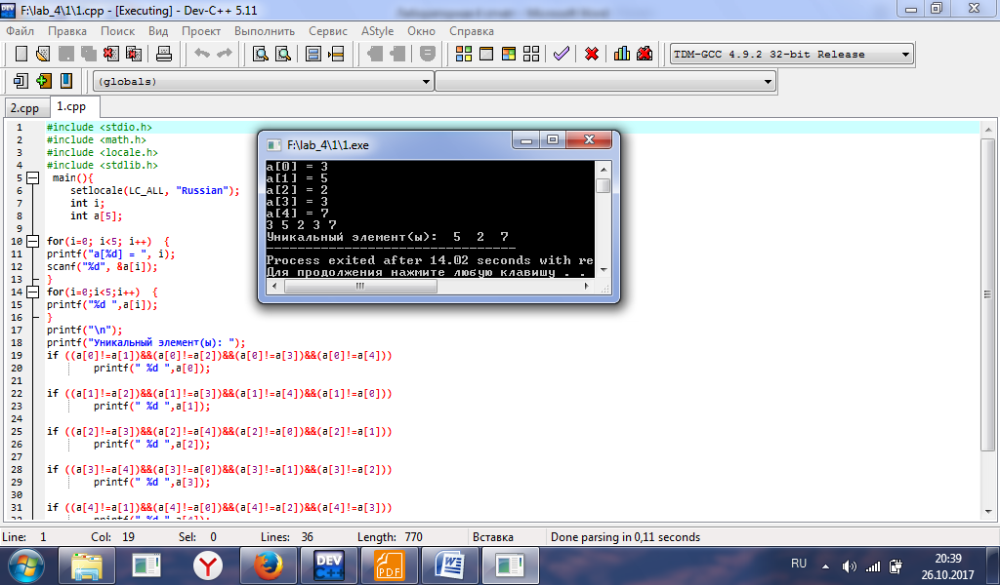 F:\lab_4\1\1.cpp - [Executing] - Dev-C++ 5.11
Файл Правка Поиск Вид Проект Выполнить Сервис AStyle Окно Справка
TDM-GCC 4.9.2 32-bit Release
(globals)
2.cpp 1.cpp
1 #include <stdio.h>
2 #include <math.h>
3 #include <locale.h>
4 #include <stdlib.h>
5 main(){
6 setlocale(LC_ALL, "Russian");
7 int i;
8 int a[5];
9
10 for(i=0; i<5; i++) {
11 printf("a[%d] = ", i);
12 scanf("%d", &a[i]);
13 }
14 for(i=0;i<5;i++) {
15 printf("%d ",a[i]);
16 }
17 printf("\n");
18 printf("Уникальный элемент(ы): ");
19 if ((a[0]!=a[1])&&(a[0]!=a[2])&&(a[0]!=a[3])&&(a[0]!=a[4]))
20 printf(" %d ",a[0]);
21
22 if ((a[1]!=a[2])&&(a[1]!=a[3])&&(a[1]!=a[4])&&(a[1]!=a[0]))
23 printf(" %d ",a[1]);
24
25 if ((a[2]!=a[3])&&(a[2]!=a[4])&&(a[2]!=a[0])&&(a[2]!=a[1]))
26 printf(" %d ",a[2]);
27
28 if ((a[3]!=a[4])&&(a[3]!=a[0])&&(a[3]!=a[1])&&(a[3]!=a[2]))
29 printf(" %d ",a[3]);
30
31 if ((a[4]!=a[1])&&(a[4]!=a[0])&&(a[4]!=a[2])&&(a[4]!=a[3]))
F:\lab_4\1\1.exe
a[0] = 3
a[1] = 5
a[2] = 2
a[3] = 3
a[4] = 7
3 5 2 3 7
Уникальный элемент(ы): 5 2 7
--------------------------------
Process exited after 14.02 seconds with re
Для продолжения нажмите любую клавишу . .
Line: 1 Col: 19 Sel: 0 Lines: 36 Length: 770 Вставка Done parsing in 0,11 seconds
DEV
C++
PDF
RU
20:39
26.10.2017